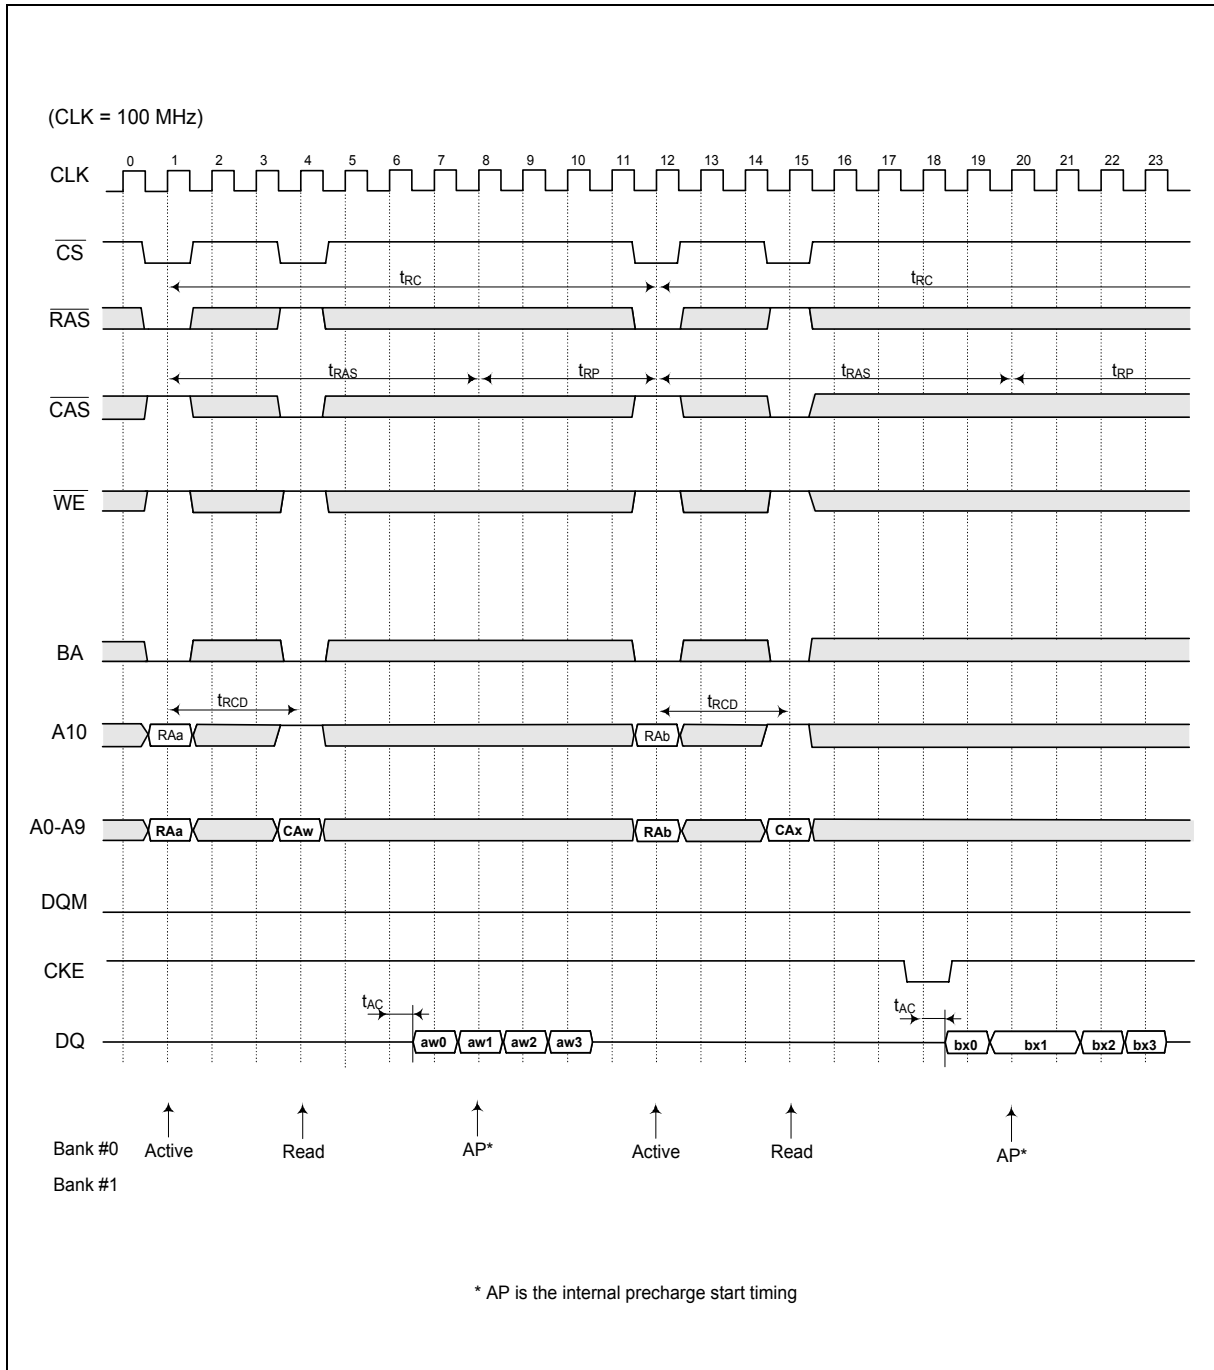 (CLK = 100 MHz)
0 1 2 3 4 5 6 7 8 9 10 11 12 13 14 15 16 17 18 19 20 21 22 23
CLK
CS
tRC tRC
RAS
tRAS tRP tRAS tRP
CAS
WE
BA
tRCD tRCD
A10 RAa RAb
A0-A9 RAa CAw RAb CAx
DQM
CKE
tAC tAC
DQ aw0 aw1 aw2 aw3 bx0 bx1 bx2 bx3
Bank #0 Active Read AP* Active Read AP*
Bank #1
* AP is the internal precharge start timing